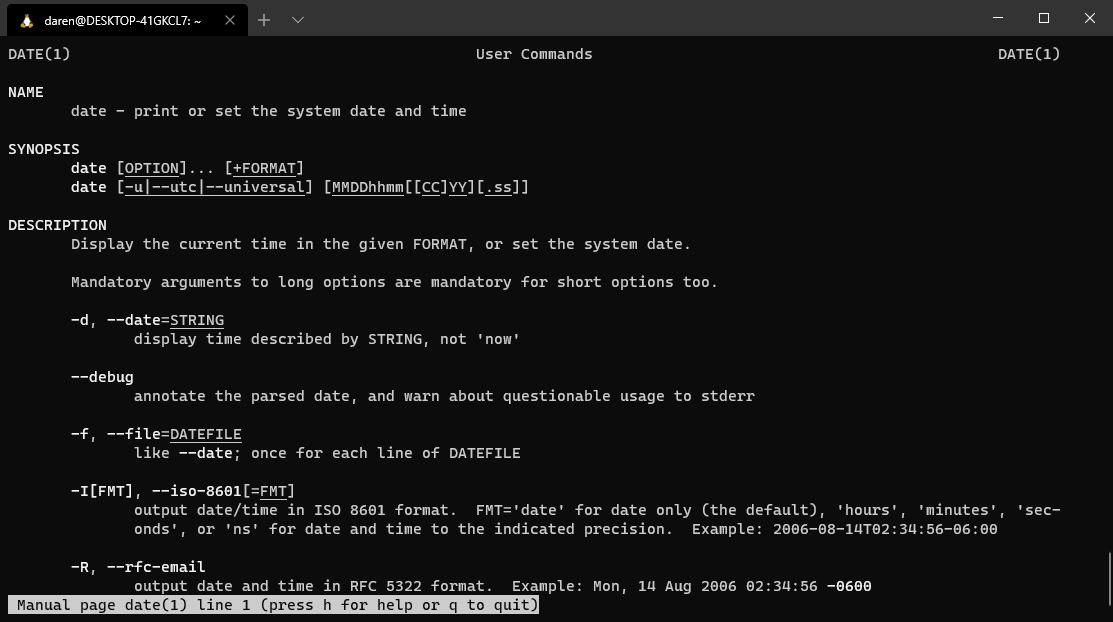 daren@DESKTOP-41GKCL7: ~
DATE(1) User Commands DATE(1)
NAME
date - print or set the system date and time
SYNOPSIS
date [OPTION]... [+FORMAT]
date [-u|--utc|--universal] [MMDDhhmm[[CC]YY][.ss]]
DESCRIPTION
Display the current time in the given FORMAT, or set the system date.
Mandatory arguments to long options are mandatory for short options too.
-d, --date=STRING
display time described by STRING, not 'now'
--debug
annotate the parsed date, and warn about questionable usage to stderr
-f, --file=DATEFILE
like --date; once for each line of DATEFILE
-I[FMT], --iso-8601[=FMT]
output date/time in ISO 8601 format.  FMT='date' for date only (the default), 'hours', 'minutes', 'sec-
onds', or 'ns' for date and time to the indicated precision.  Example: 2006-08-14T02:34:56-06:00
-R, --rfc-email
output date and time in RFC 5322 format.  Example: Mon, 14 Aug 2006 02:34:56 -0600
Manual page date(1) line 1 (press h for help or q to quit)